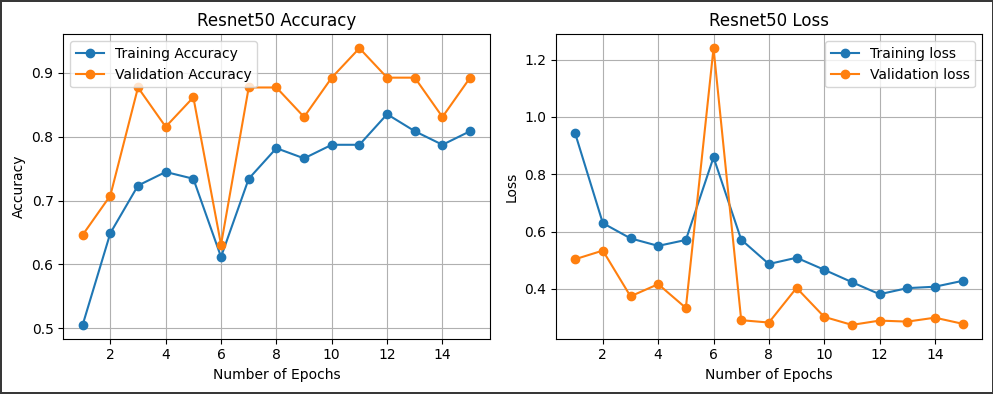 Resnet50 Accuracy
Training Accuracy
Validation Accuracy
0.9
0.8
0.7
0.6
0.5
Accuracy
2 4 6 8 10 12 14
Number of Epochs
Resnet50 Loss
Training loss
Validation loss
1.2
1.0
0.8
0.6
0.4
Loss
2 4 6 8 10 12 14
Number of Epochs